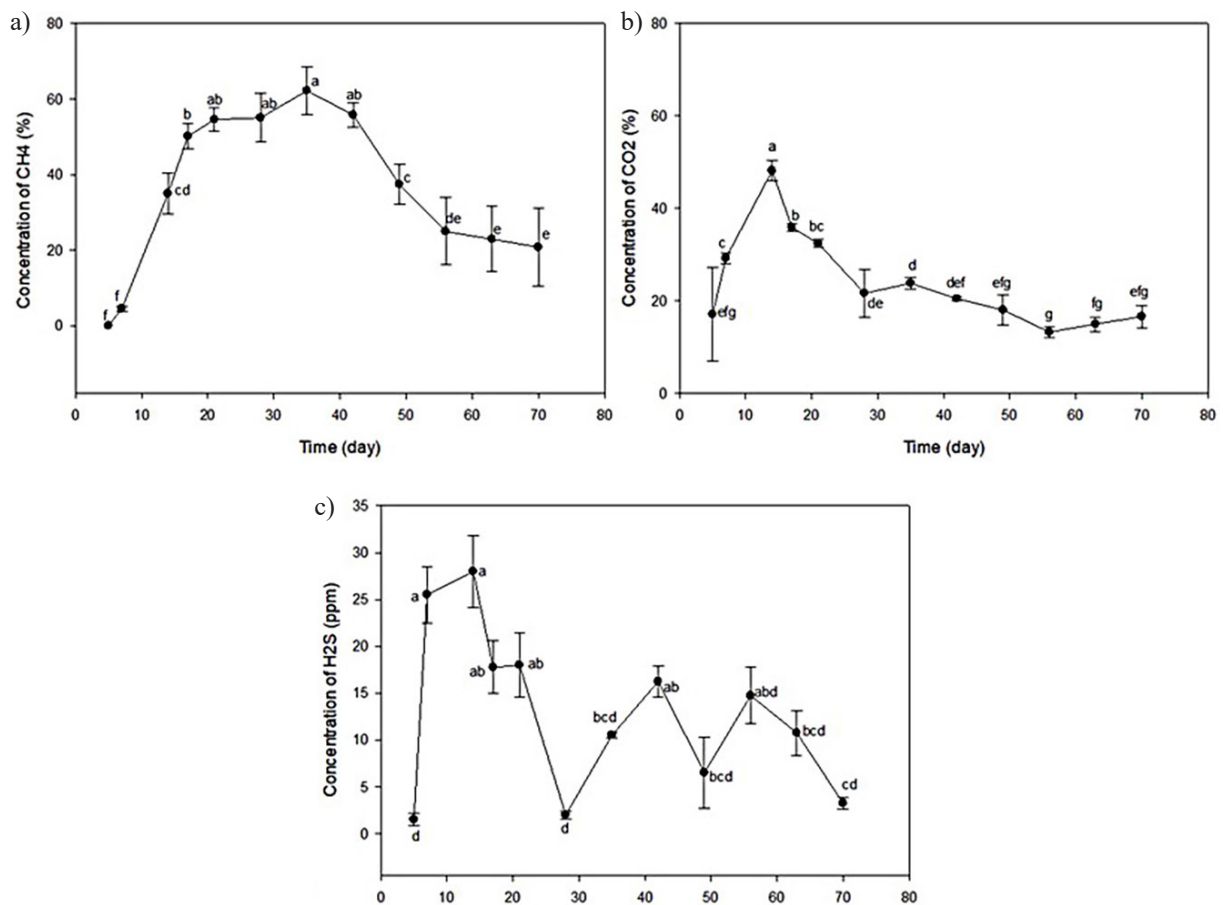 a)
80
60
40
20
0
Concentration of CH4 (%)
f
f
cd
b
ab
ab
a
ab
c
de
e
e
0 10 20 30 40 50 60 70 80
Time (day)
b)
80
60
40
20
0
Concentration of CO2 (%)
efg
c
a
b
bc
de
d
def
efg
g
fg
efg
0 10 20 30 40 50 60 70 80
Time (day)
c)
35
30
25
20
15
10
5
0
Concentration of H2S (ppm)
d
a
a
ab
ab
d
bcd
ab
bcd
abd
bcd
cd
0 10 20 30 40 50 60 70 80